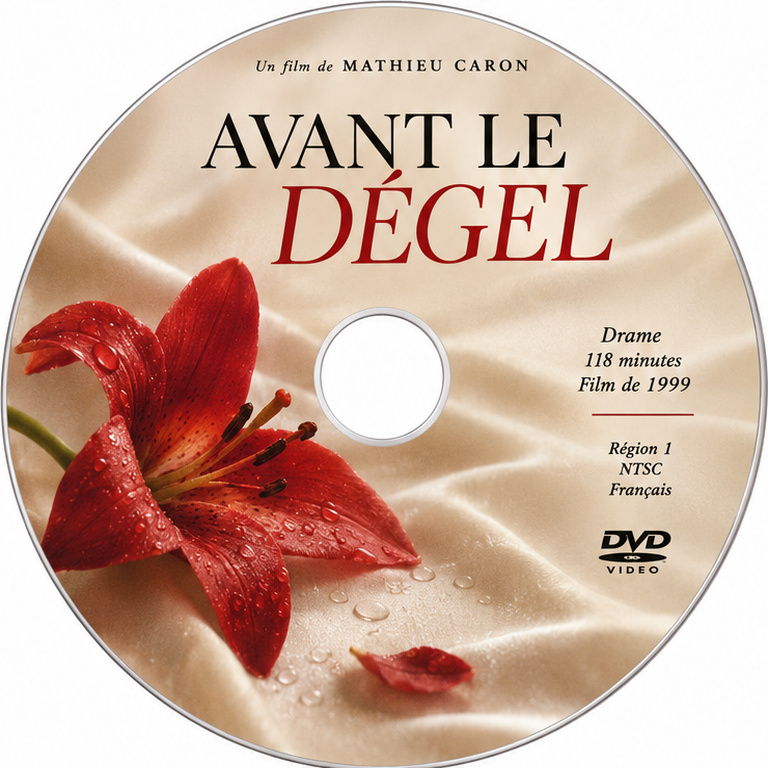 Un film de MATHIEU CARON
AVANT LE
DÉGEL
Drame
118 minutes
Film de 1999
Région 1
NTSC
Français
DVD
VIDEO